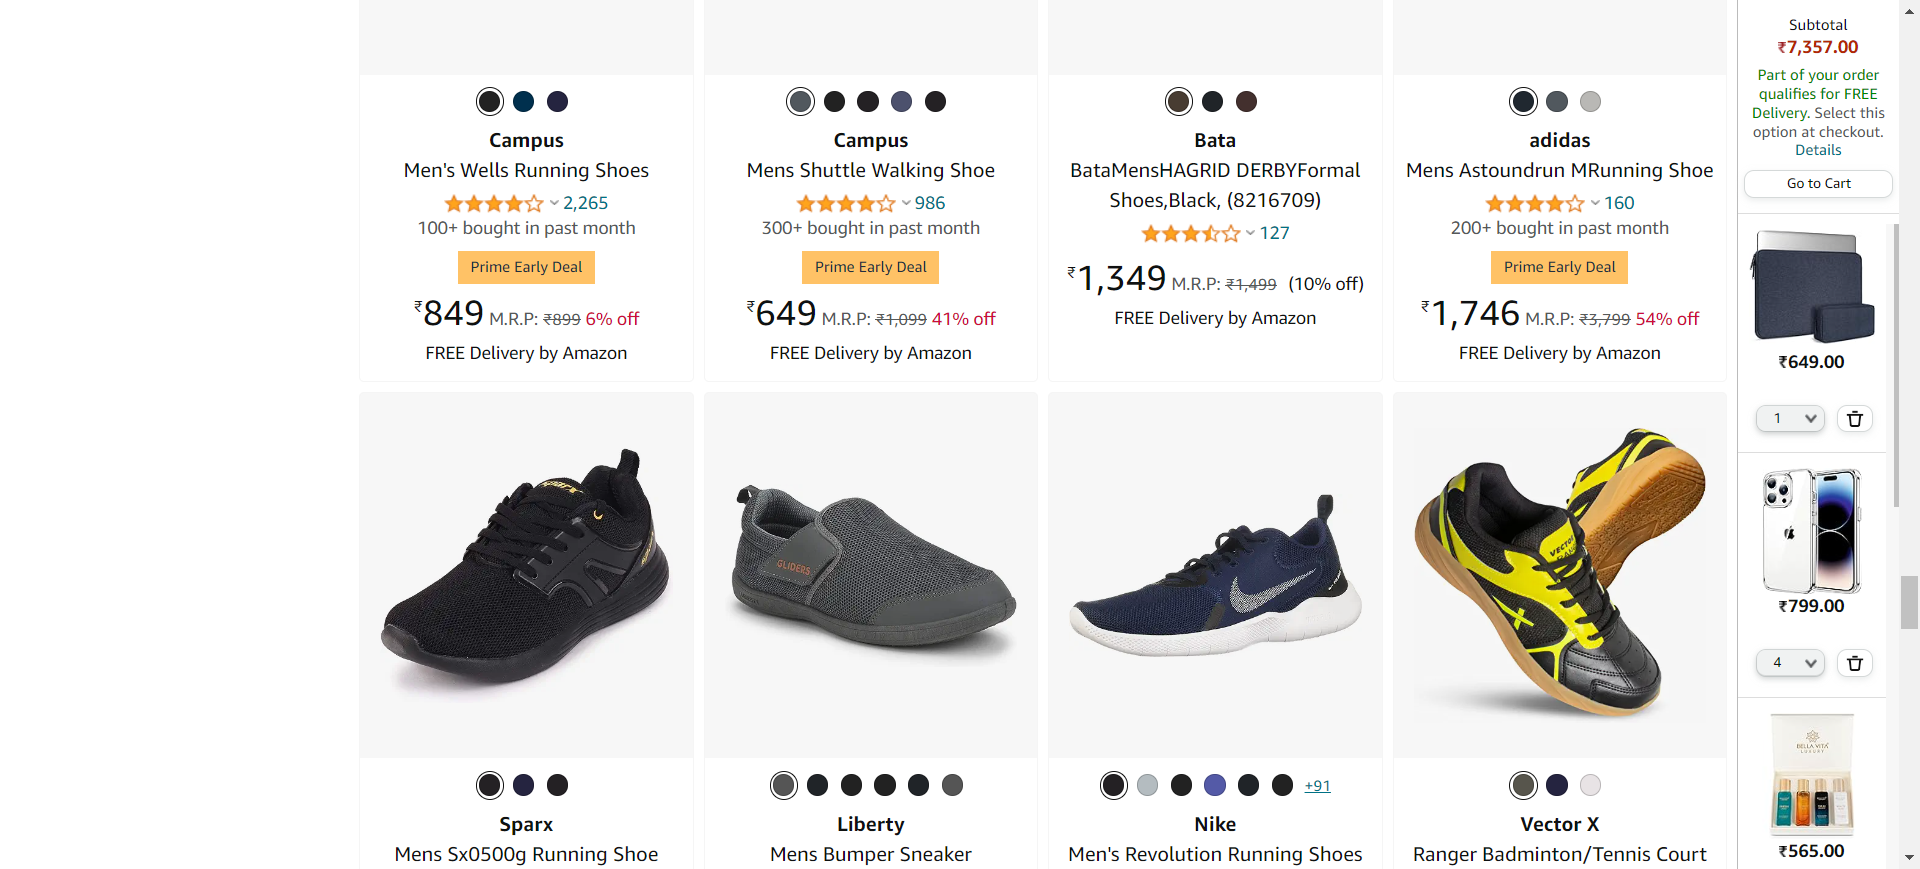 Campus
Men's Wells Running Shoes
2,265
100+ bought in past month
Prime Early Deal
₹849 M.R.P: ₹899 6% off
FREE Delivery by Amazon
Campus
Mens Shuttle Walking Shoe
986
300+ bought in past month
Prime Early Deal
₹649 M.R.P: ₹1,099 41% off
FREE Delivery by Amazon
Bata
BataMensHAGRID DERBYFormal
Shoes,Black, (8216709)
127
₹1,349 M.R.P: ₹1,499 (10% off)
FREE Delivery by Amazon
adidas
Mens Astoundrun MRunning Shoe
160
200+ bought in past month
Prime Early Deal
₹1,746 M.R.P: ₹3,799 54% off
FREE Delivery by Amazon
GLIDERS
VECTOR
Sparx
Mens Sx0500g Running Shoe
Liberty
Mens Bumper Sneaker
+91
Nike
Men's Revolution Running Shoes
Vector X
Ranger Badminton/Tennis Court
Subtotal
₹7,357.00
Part of your order
qualifies for FREE
Delivery. Select this
option at checkout.
Details
Go to Cart
₹649.00
1
₹799.00
4
BELLA VITA
LUXURY
₹565.00